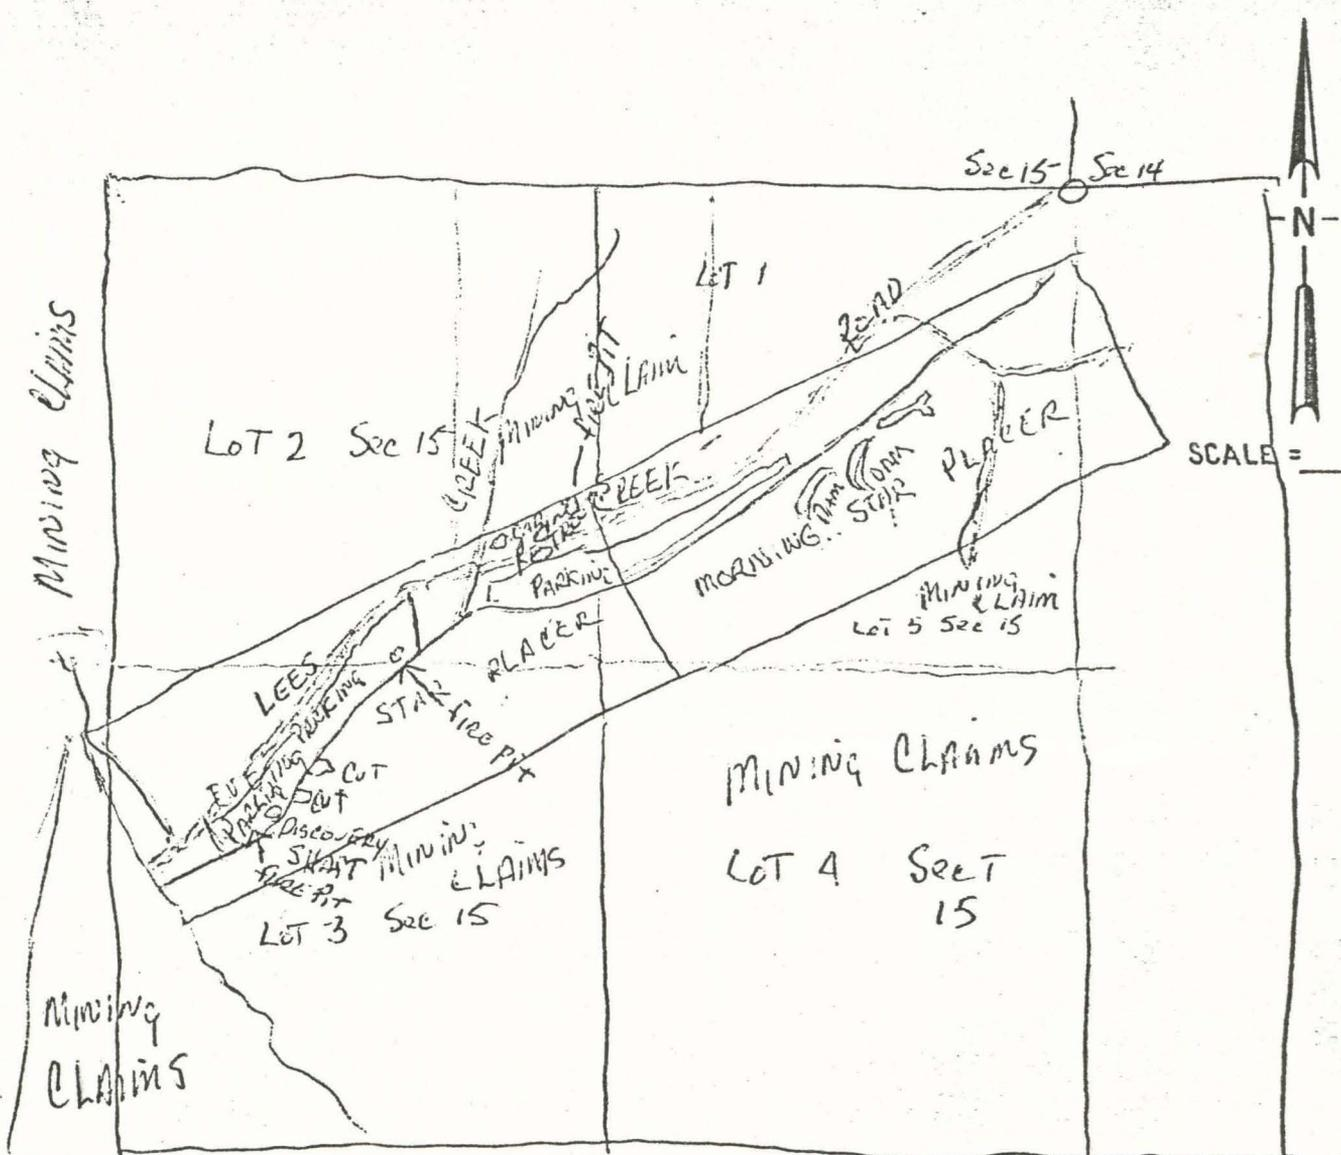 Sec 15
Sec 14
N
LOT 1
ROAD
MINING CLAIM
SCALE =
MINING CLAIMS
LOT 2 Sec 15
CREEK
CREEK
PLACER
DAM
DAM
MORNING STAR
PARKING
MINING
CLAIM
LOT 5 Sec 15
PLACER
LEES
PARKING
STAR
FIRE PIT
EVE
PARKING
CUT
CUT
DISCOVERY
SHAFT
FIRE PIT
MINING
CLAIMS
LOT 3 Sec 15
MINING CLAIMS
LOT 4 SECT
15
MINING
CLAIMS